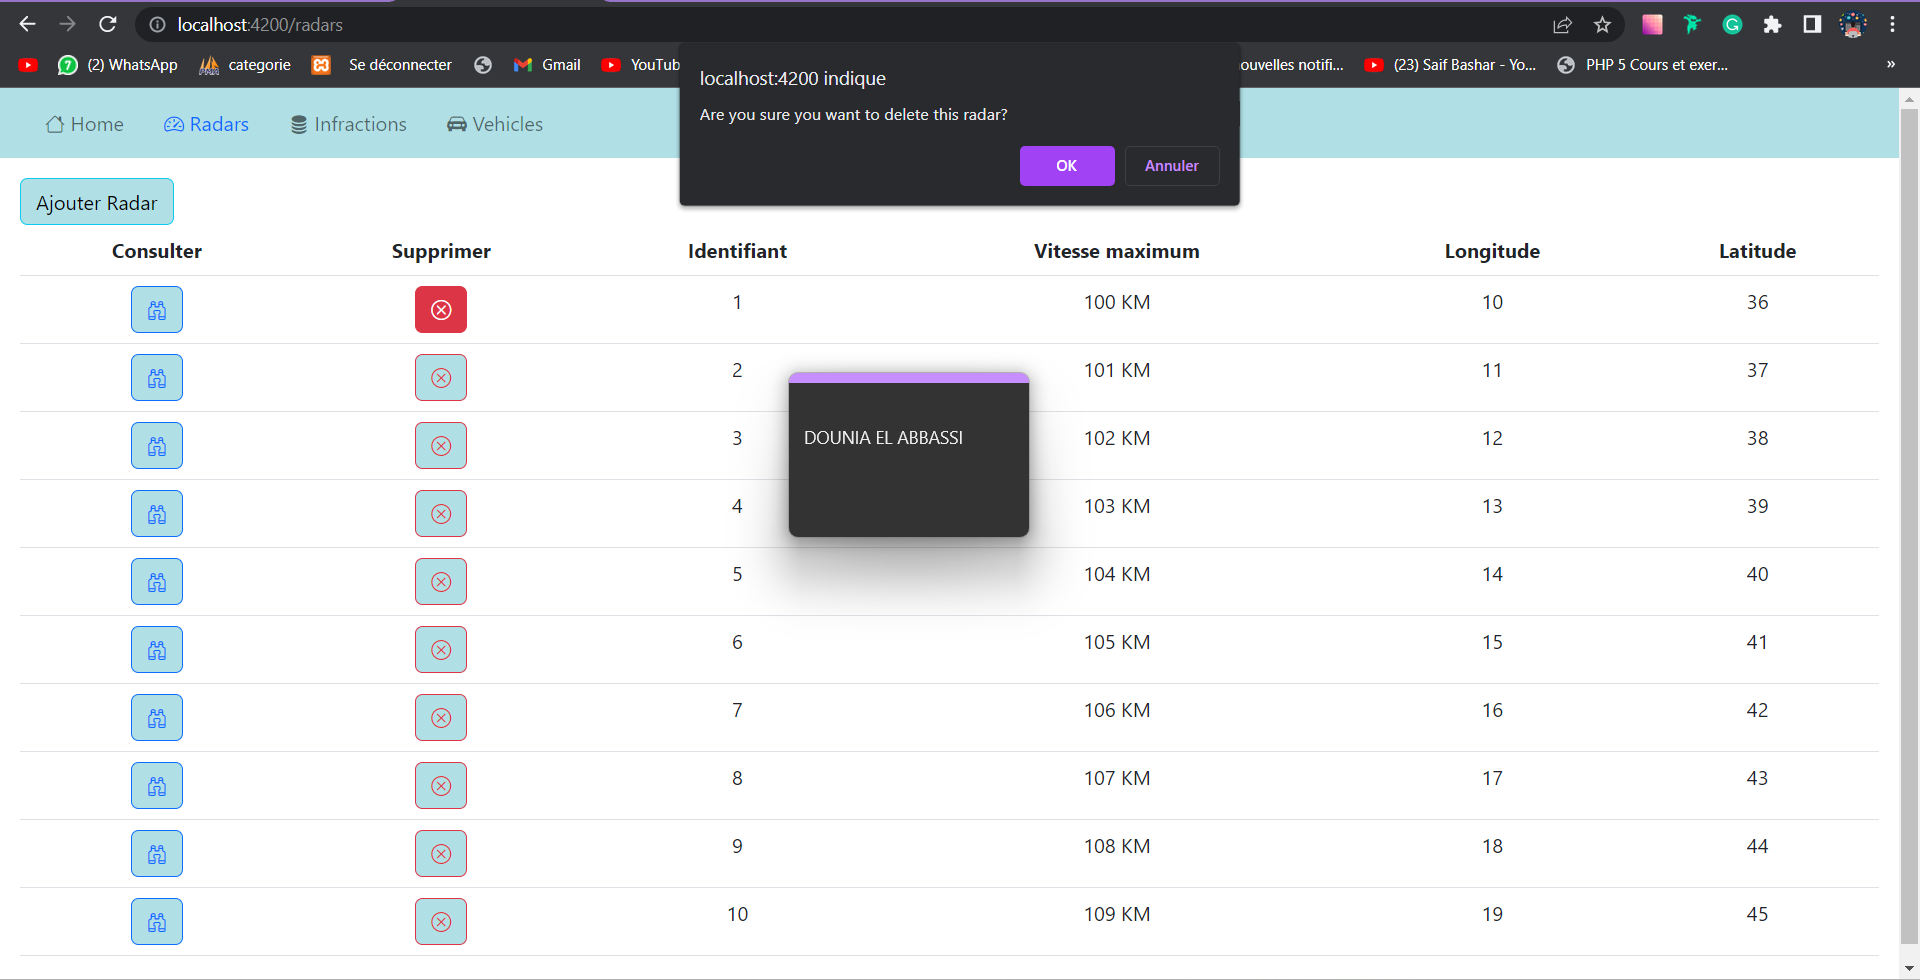 localhost:4200/radars
(2) WhatsApp categorie Se déconnecter Gmail YouTub ouvelles notifi... (23) Saif Bashar - Yo... PHP 5 Cours et exer... »
localhost:4200 indique
Are you sure you want to delete this radar?
OK Annuler
Home Radars Infractions Vehicles
Ajouter Radar
Consulter Supprimer Identifiant Vitesse maximum Longitude Latitude
1 100 KM 10 36
2 101 KM 11 37
3 102 KM 12 38
4 103 KM 13 39
5 104 KM 14 40
6 105 KM 15 41
7 106 KM 16 42
8 107 KM 17 43
9 108 KM 18 44
10 109 KM 19 45
DOUNIA EL ABBASSI